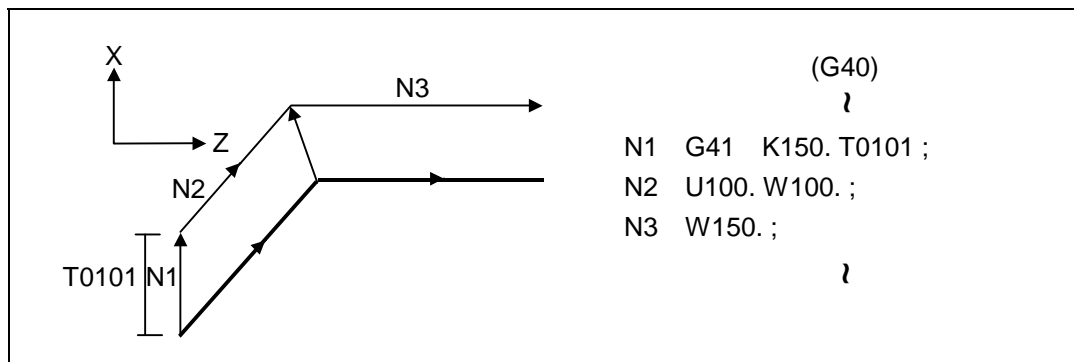 X
Z
N3
N2
T0101 N1
(G40)
~
N1 G41 K150. T0101 ;
N2 U100. W100. ;
N3 W150. ;
~